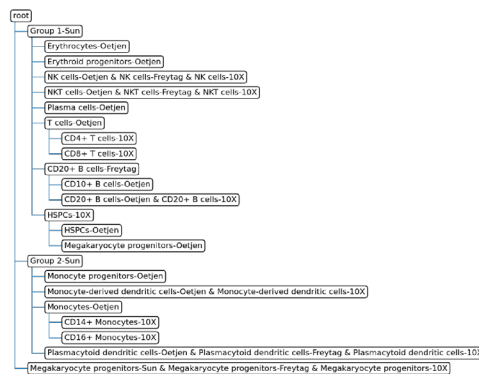 root
Group 1-Sun
Erythrocytes-Oetjen
Erythroid progenitors-Oetjen
NK cells-Oetjen & NK cells-Freytag & NK cells-10X
NKT cells-Oetjen & NKT cells-Freytag & NKT cells-10X
Plasma cells-Oetjen
T cells-Oetjen
CD4+ T cells-10X
CD8+ T cells-10X
CD20+ B cells-Freytag
CD10+ B cells-Oetjen
CD20+ B cells-Oetjen & CD20+ B cells-10X
HSPCs-10X
HSPCs-Oetjen
Megakaryocyte progenitors-Oetjen
Group 2-Sun
Monocyte progenitors-Oetjen
Monocyte-derived dendritic cells-Oetjen & Monocyte-derived dendritic cells-10X
Monocytes-Oetjen
CD14+ Monocytes-10X
CD16+ Monocytes-10X
Plasmacytoid dendritic cells-Oetjen & Plasmacytoid dendritic cells-Freytag & Plasmacytoid dendritic cells-10X
Megakaryocyte progenitors-Sun & Megakaryocyte progenitors-Freytag & Megakaryocyte progenitors-10X